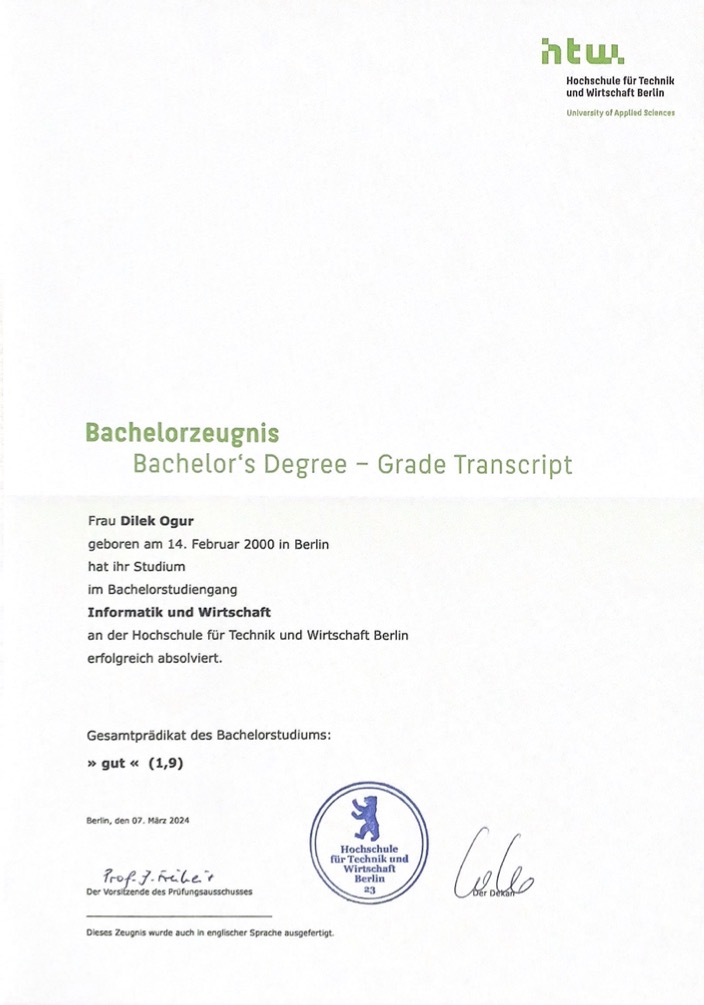 htw.
Hochschule für Technik
und Wirtschaft Berlin
University of Applied Sciences
Bachelorzeugnis
Bachelor‘s Degree – Grade Transcript
Frau Dilek Ogur
geboren am 14. Februar 2000 in Berlin
hat ihr Studium
im Bachelorstudiengang
Informatik und Wirtschaft
an der Hochschule für Technik und Wirtschaft Berlin
erfolgreich absolviert.
Gesamtprädikat des Bachelorstudiums:
» gut « (1,9)
Berlin, den 07. März 2024
Hochschule
für Technik und
Wirtschaft
Berlin
23
Prof. J.
Der Vorsitzende des Prüfungsausschusses
Der Dekan
Dieses Zeugnis wurde auch in englischer Sprache ausgefertigt.